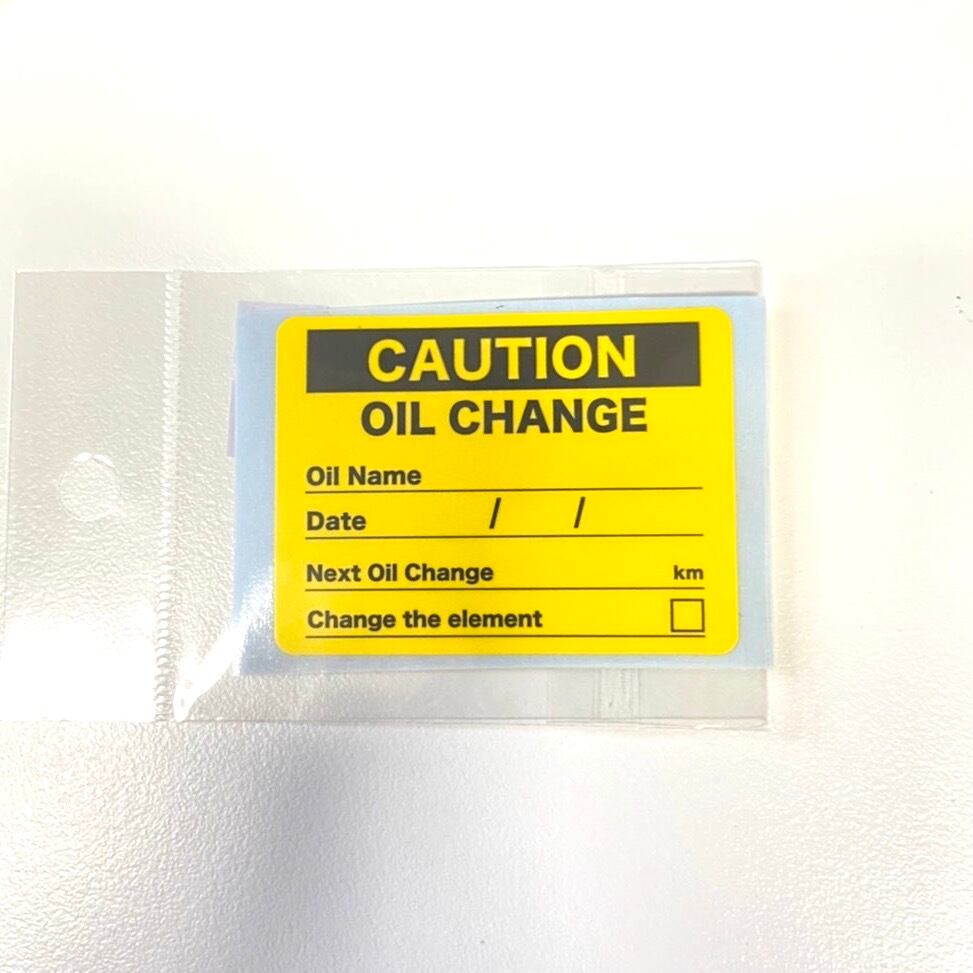 CAUTION
OIL CHANGE
Oil Name
Date / /
Next Oil Change km
Change the element